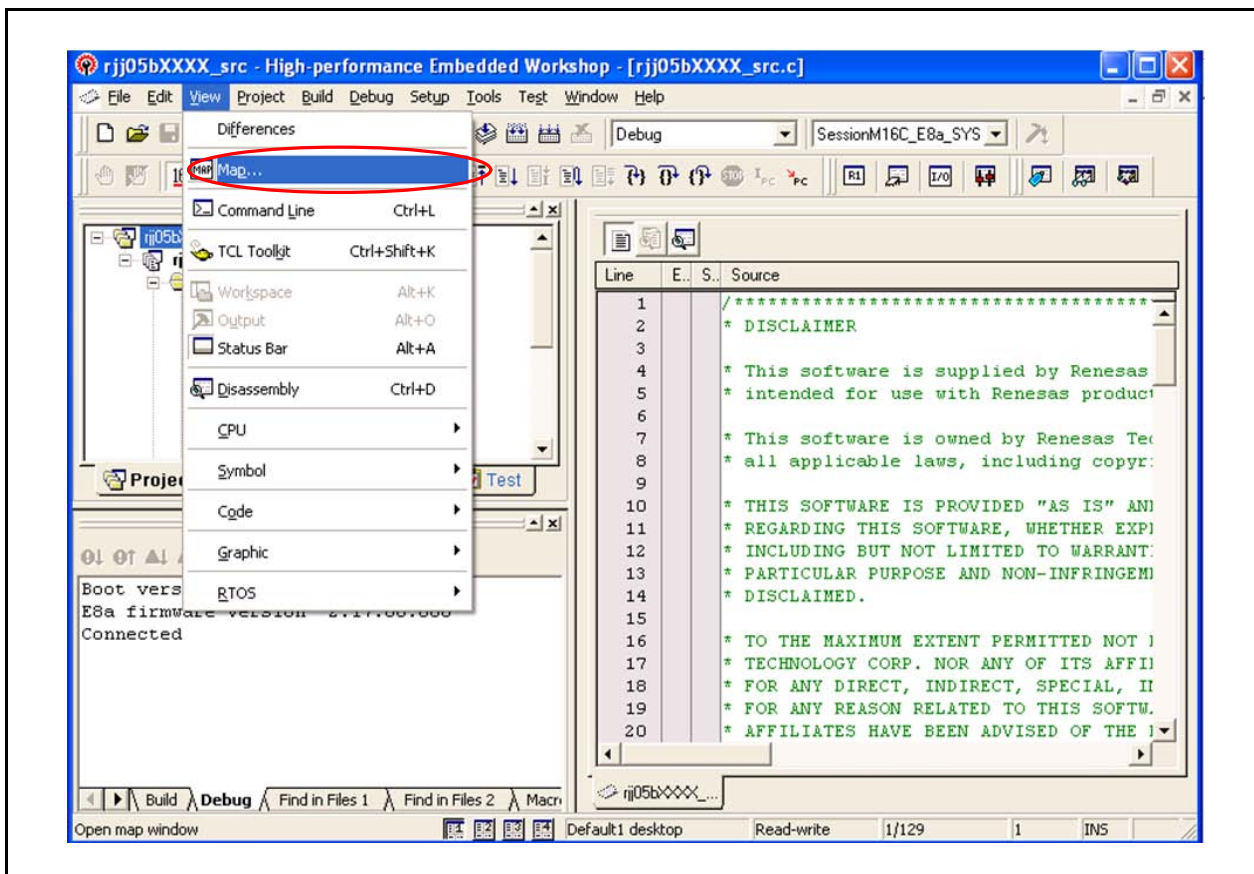 rjj05bXXXX_src - High-performance Embedded Workshop - [rjj05bXXXX_src.c]
File Edit View Project Build Debug Setup Tools Test Window Help
Debug SessionM16C_E8a_SYS
Differences
MAP Map...
Command Line Ctrl+L
TCL Toolkit Ctrl+Shift+K
Workspace Alt+K
Output Alt+O
Status Bar Alt+A
Disassembly Ctrl+D
CPU
Symbol
Code
Graphic
RTOS
Test
Boot vers
E8a firmware version
Connected
Build Debug Find in Files 1 Find in Files 2 Macr
Line E.. S.. Source
1 /*************************************
2 * DISCLAIMER
3
4 * This software is supplied by Renesas
5 * intended for use with Renesas product
6
7 * This software is owned by Renesas Tec
8 * all applicable laws, including copyr
9
10 * THIS SOFTWARE IS PROVIDED "AS IS" AN
11 * REGARDING THIS SOFTWARE, WHETHER EXP
12 * INCLUDING BUT NOT LIMITED TO WARRANT
13 * PARTICULAR PURPOSE AND NON-INFRINGEM
14 * DISCLAIMED.
15
16 * TO THE MAXIMUM EXTENT PERMITTED NOT
17 * TECHNOLOGY CORP. NOR ANY OF ITS AFFI
18 * FOR ANY DIRECT, INDIRECT, SPECIAL,
19 * FOR ANY REASON RELATED TO THIS SOFTW
20 * AFFILIATES HAVE BEEN ADVISED OF THE
rjj05bXXXX_...
Open map window Default1 desktop Read-write 1/129 1 INS